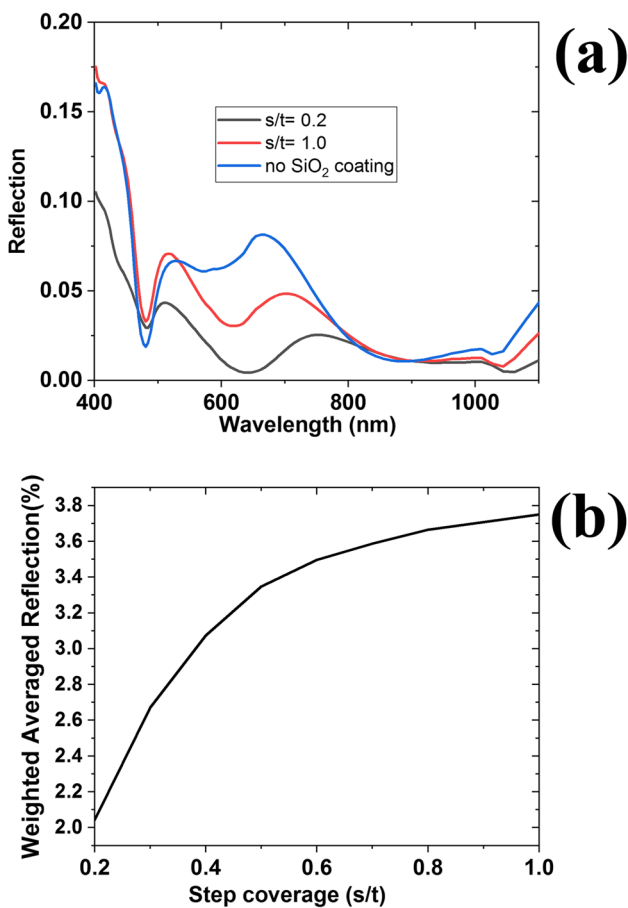 (a)
0.20
0.15
0.10
0.05
0.00
Reflection
s/t= 0.2
s/t= 1.0
no SiO₂ coating
400 600 800 1000
Wavelength (nm)
(b)
3.8
3.6
3.4
3.2
3.0
2.8
2.6
2.4
2.2
2.0
Weighted Averaged Reflection(%)
0.2 0.4 0.6 0.8 1.0
Step coverage (s/t)